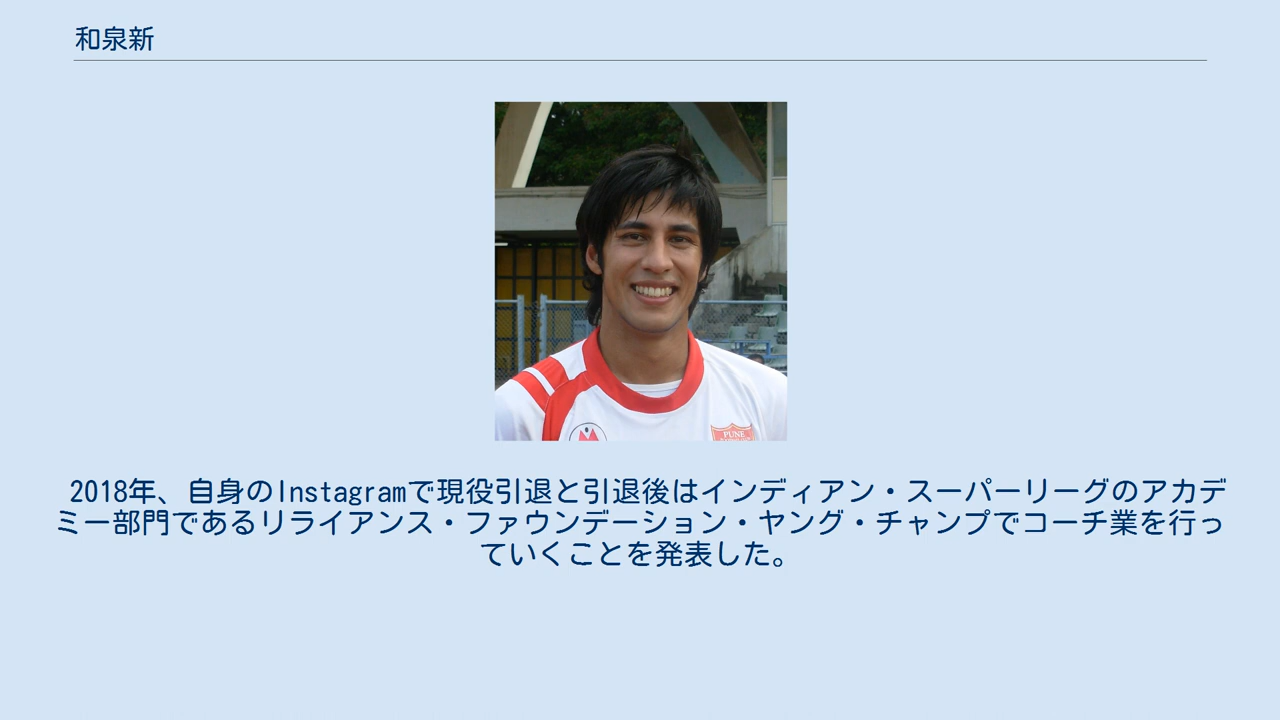 和泉新
PUNE
2018年、自身のInstagramで現役引退と引退後はインディアン・スーパーリーグのアカデ
ミー部門であるリライアンス・ファウンデーション・ヤング・チャンプでコーチ業を行っ
ていくことを発表した。